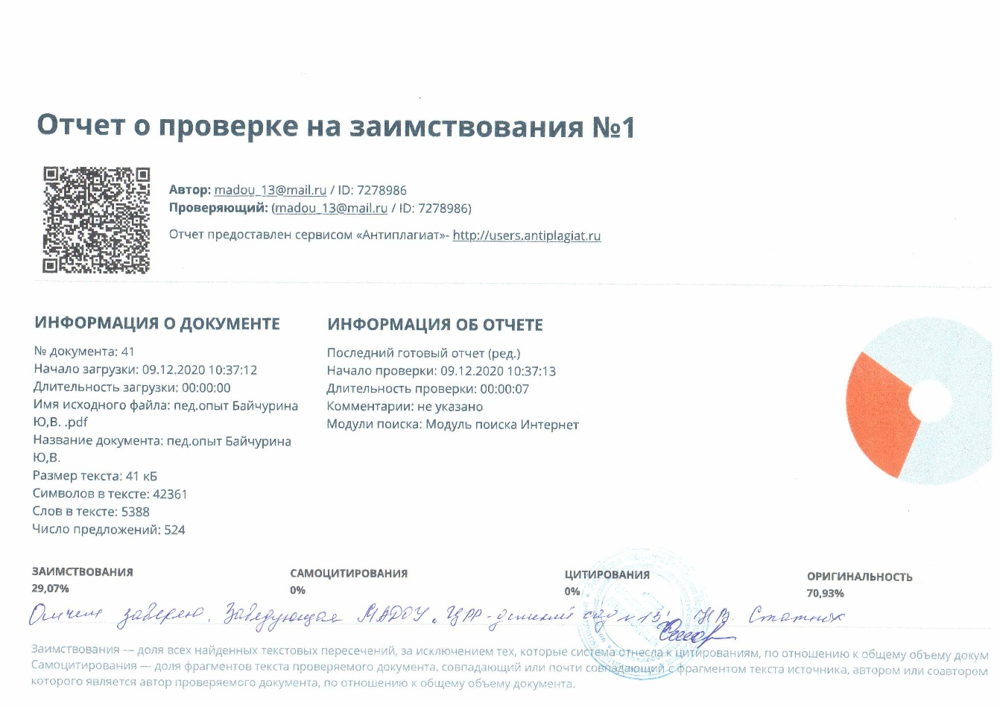 Отчет о проверке на заимствования №1
Автор: madou_13@mail.ru / ID: 7278986
Проверяющий: (madou_13@mail.ru / ID: 7278986)
Отчет предоставлен сервисом «Антиплагиат»- http://users.antiplagiat.ru
ИНФОРМАЦИЯ О ДОКУМЕНТЕ
№ документа: 41
Начало загрузки: 09.12.2020 10:37:12
Длительность загрузки: 00:00:00
Имя исходного файла: пед.опыт Байчурина
Ю,В. .pdf
Название документа: пед.опыт Байчурина
Ю,В.
Размер текста: 41 кБ
Символов в тексте: 42361
Слов в тексте: 5388
Число предложений: 524
ИНФОРМАЦИЯ ОБ ОТЧЕТЕ
Последний готовый отчет (ред.)
Начало проверки: 09.12.2020 10:37:13
Длительность проверки: 00:00:07
Комментарии: не указано
Модули поиска: Модуль поиска Интернет
ЗАИМСТВОВАНИЯ
29,07%
САМОЦИТИРОВАНИЯ
0%
ЦИТИРОВАНИЯ
0%
ОРИГИНАЛЬНОСТЬ
70,93%
заверяю. Заведующая МАДОУ "ЦРР - детский сад №13"
Заимствования — доля всех найденных текстовых пересечений, за исключением тех, которые система отнесла к цитированиям, по отношению к общему объему докум
Самоцитирования — доля фрагментов текста проверяемого документа, совпадающий или почти совпадающий с фрагментом текста источника, автором или соавтором
которого является автор проверяемого документа, по отношению к общему объему документа.